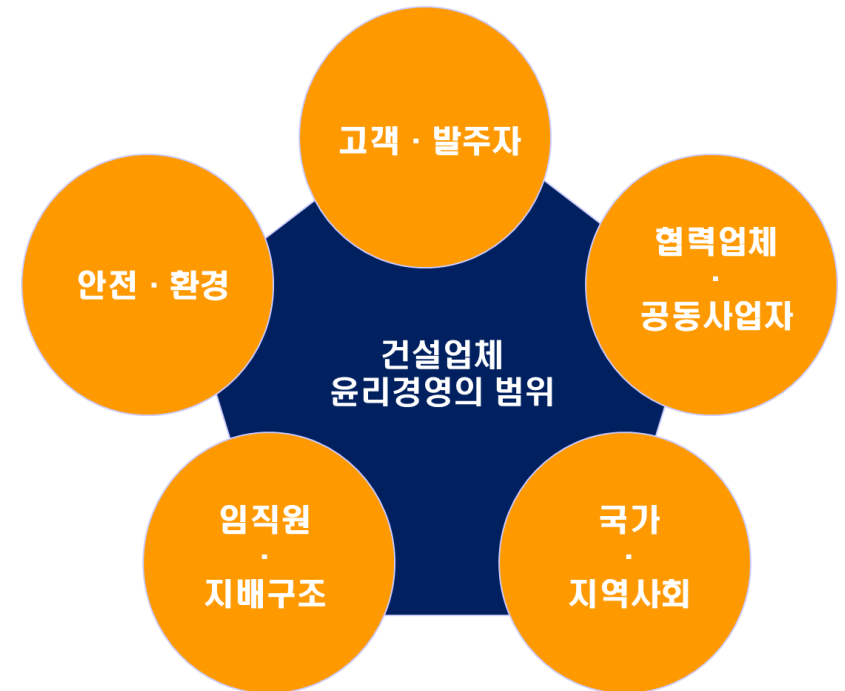 고객 · 발주자
협력업체
·
공동사업자
안전 · 환경
건설업체
윤리경영의 범위
임직원
·
지배구조
국가
·
지역사회